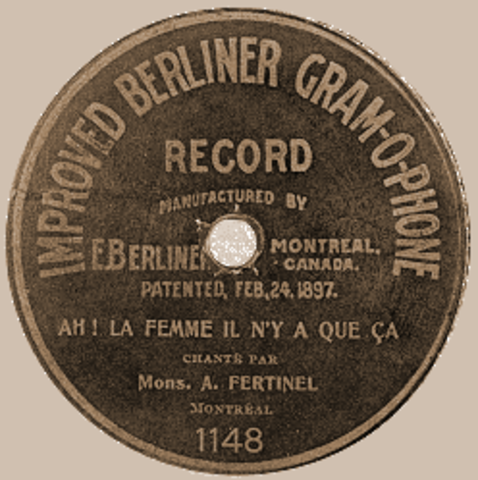 IMPROVED BERLINER GRAM-O-PHONE
RECORD
MANUFACTURED BY
E. BERLINER MONTREAL, CANADA.
PATENTED, FEB, 24, 1897.
AH! LA FEMME IL N'Y A QUE ÇA
CHANTÉ PAR
Mons. A. FERTINEL
MONTRÉAL
1148